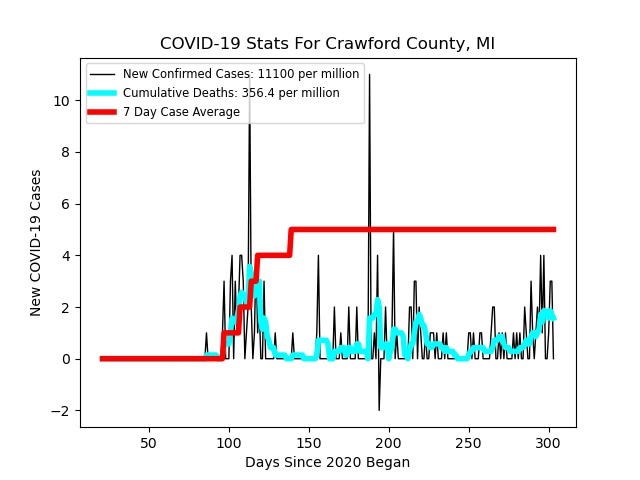 COVID-19 Stats For Crawford County, MI
New Confirmed Cases: 11100 per million
Cumulative Deaths: 356.4 per million
7 Day Case Average
New COVID-19 Cases
10
8
6
4
2
0
−2
50 100 150 200 250 300
Days Since 2020 Began